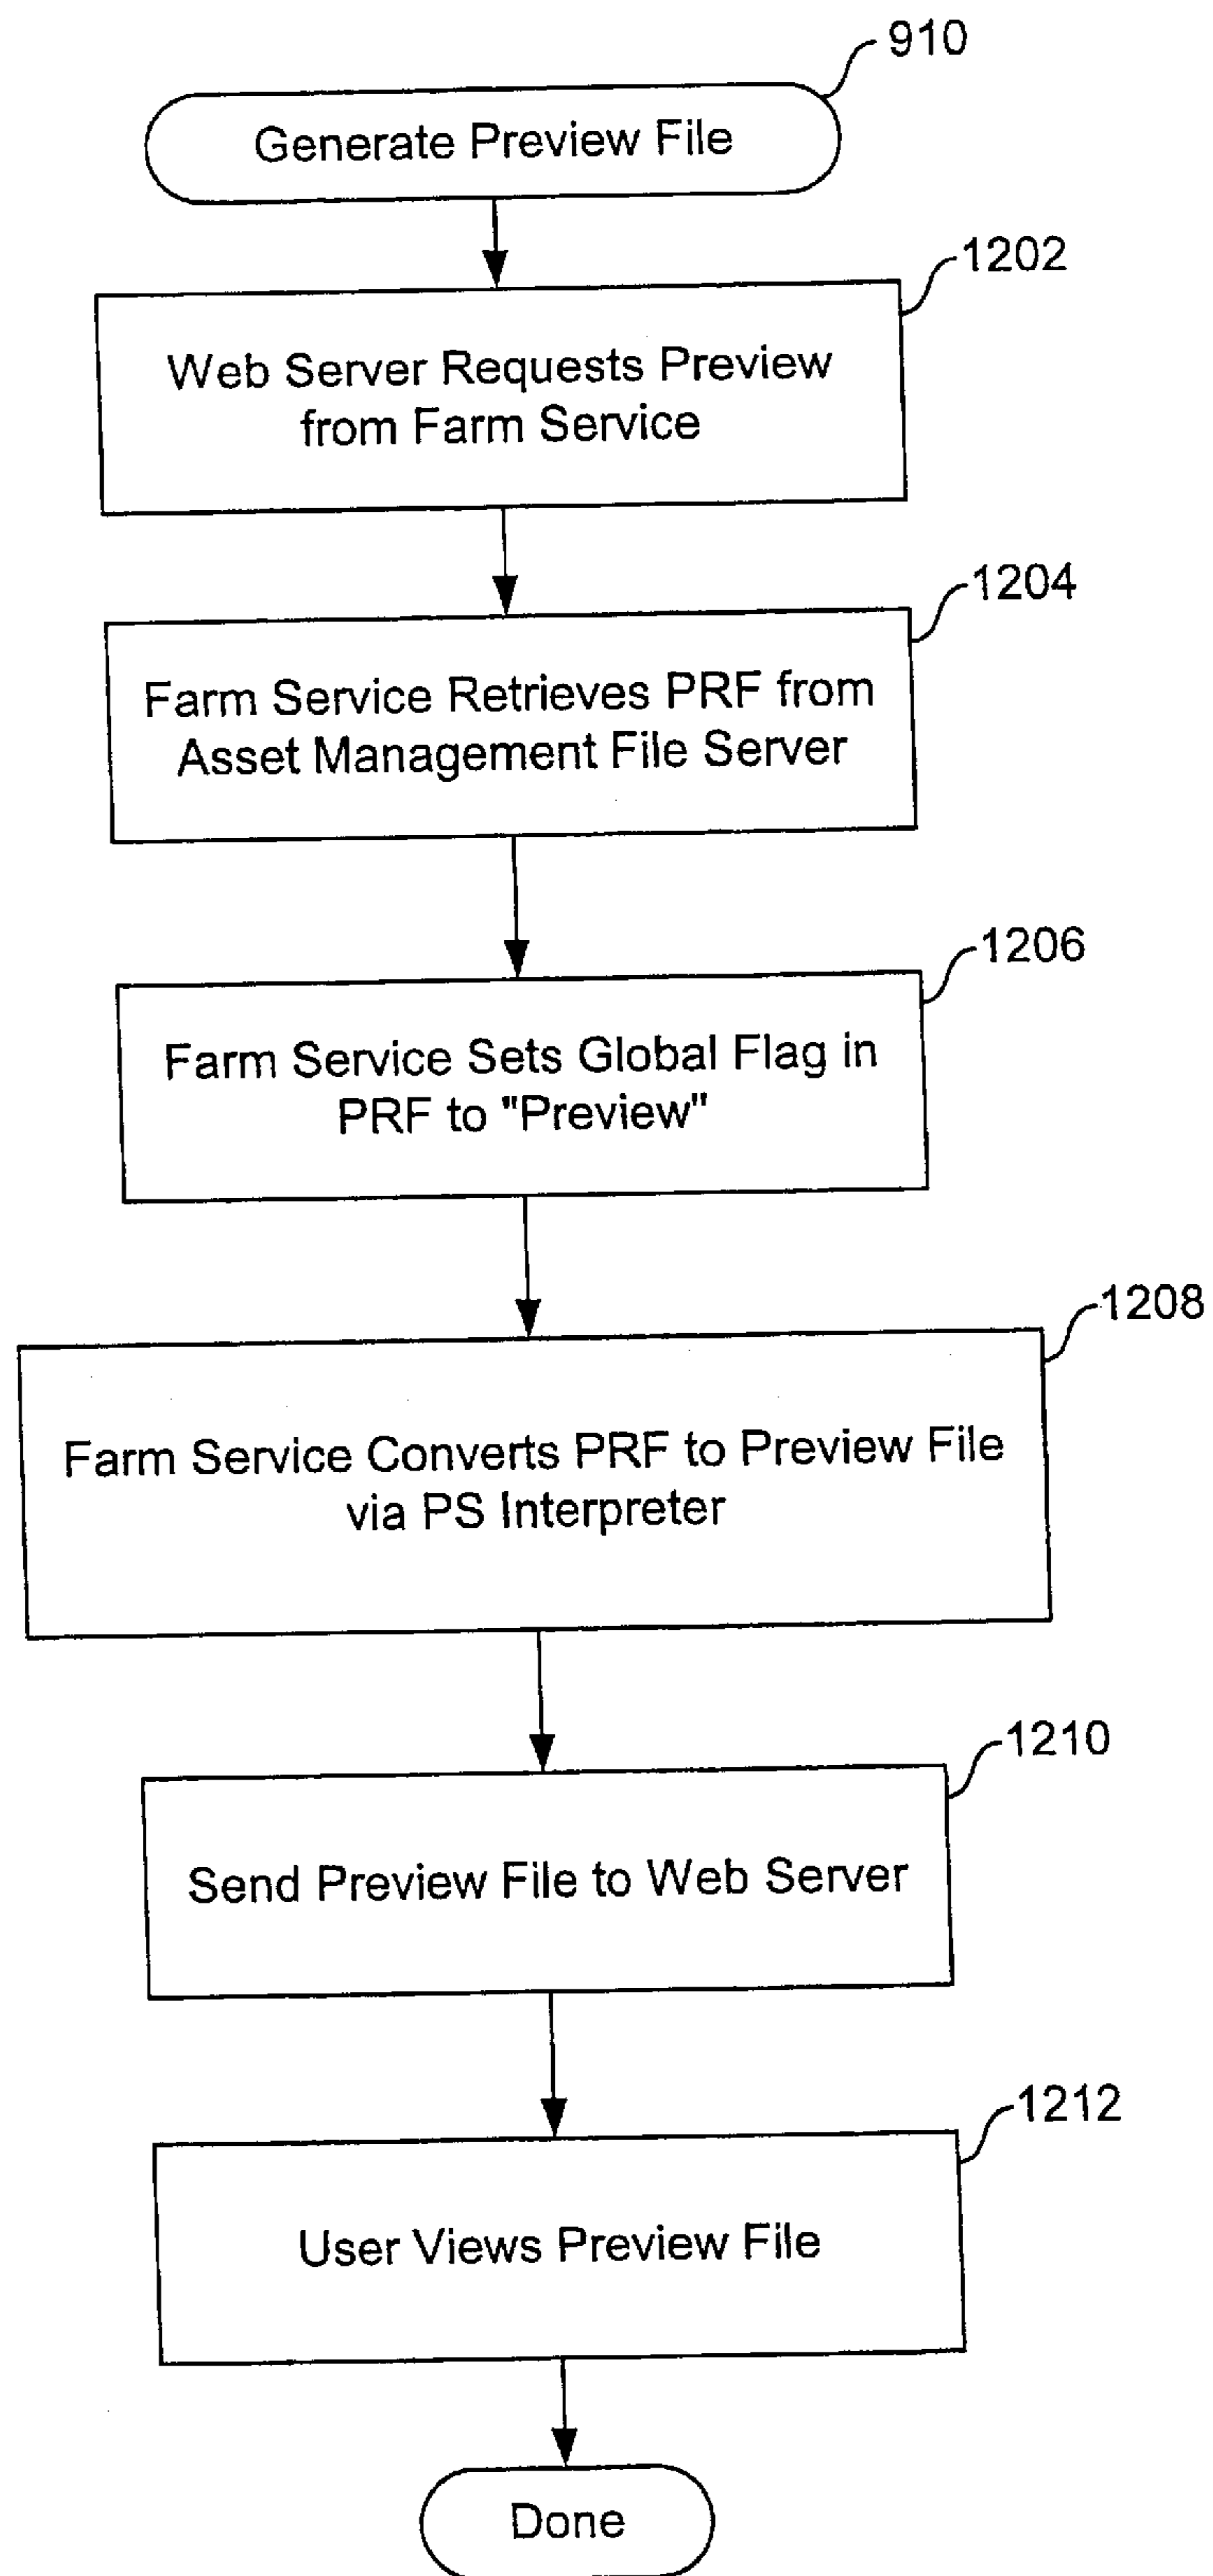 910
Generate Preview File
1202
Web Server Requests Preview
from Farm Service
1204
Farm Service Retrieves PRF from
Asset Management File Server
1206
Farm Service Sets Global Flag in
PRF to "Preview"
1208
Farm Service Converts PRF to Preview File
via PS Interpreter
1210
Send Preview File to Web Server
1212
User Views Preview File
Done